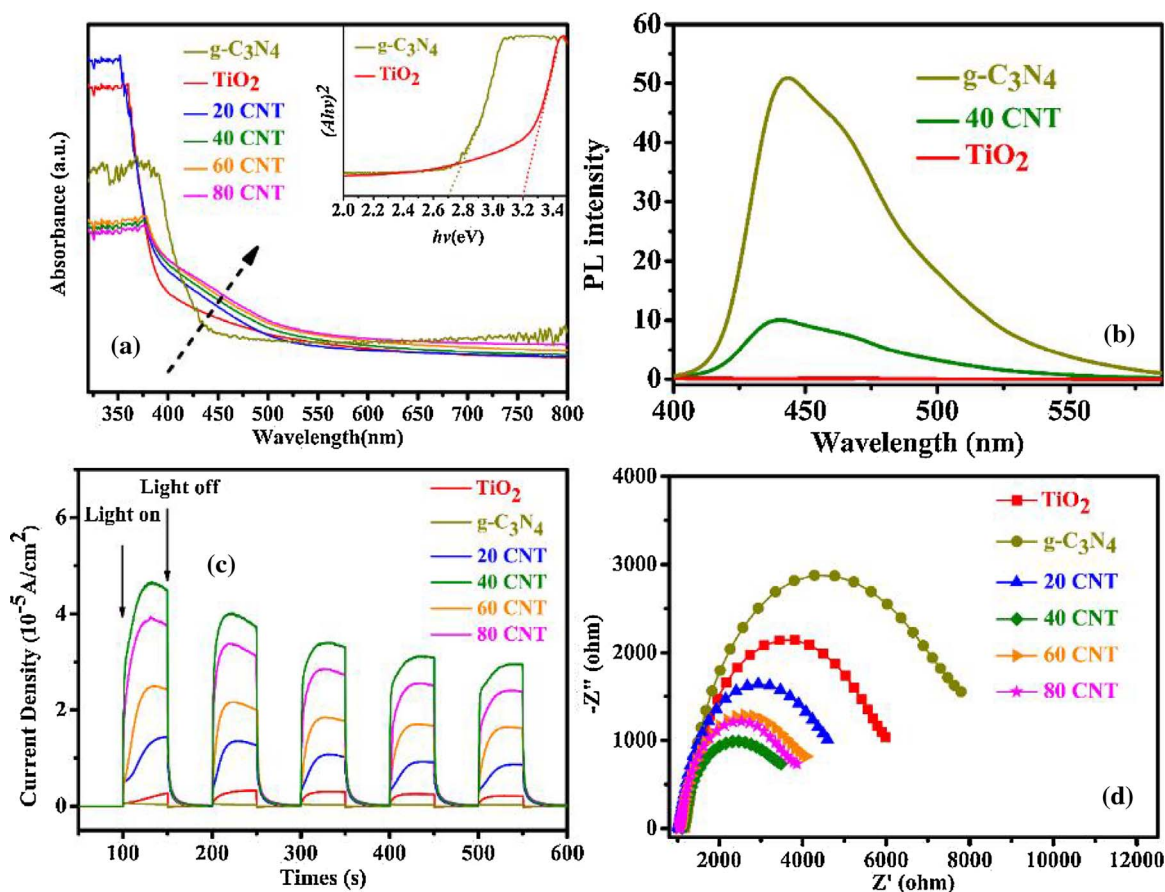 g-C3N4
TiO2
20 CNT
40 CNT
60 CNT
80 CNT
(a)
Absorbance (a.u.)
350 400 450 500 550 600 650 700 750 800
Wavelength(nm)
g-C3N4
TiO2
(Ahν)2
2.0 2.2 2.4 2.6 2.8 3.0 3.2 3.4
hν(eV)
60
50
40
30
20
10
0
PL intensity
g-C3N4
40 CNT
TiO2
(b)
400 450 500 550
Wavelength (nm)
6
4
2
0
Current Density (10-5A/cm2)
Light off
Light on
(c)
TiO2
g-C3N4
20 CNT
40 CNT
60 CNT
80 CNT
100 200 300 400 500 600
Times (s)
4000
3000
2000
1000
0
-Z'' (ohm)
TiO2
g-C3N4
20 CNT
40 CNT
60 CNT
80 CNT
(d)
2000 4000 6000 8000 10000 12000
Z' (ohm)